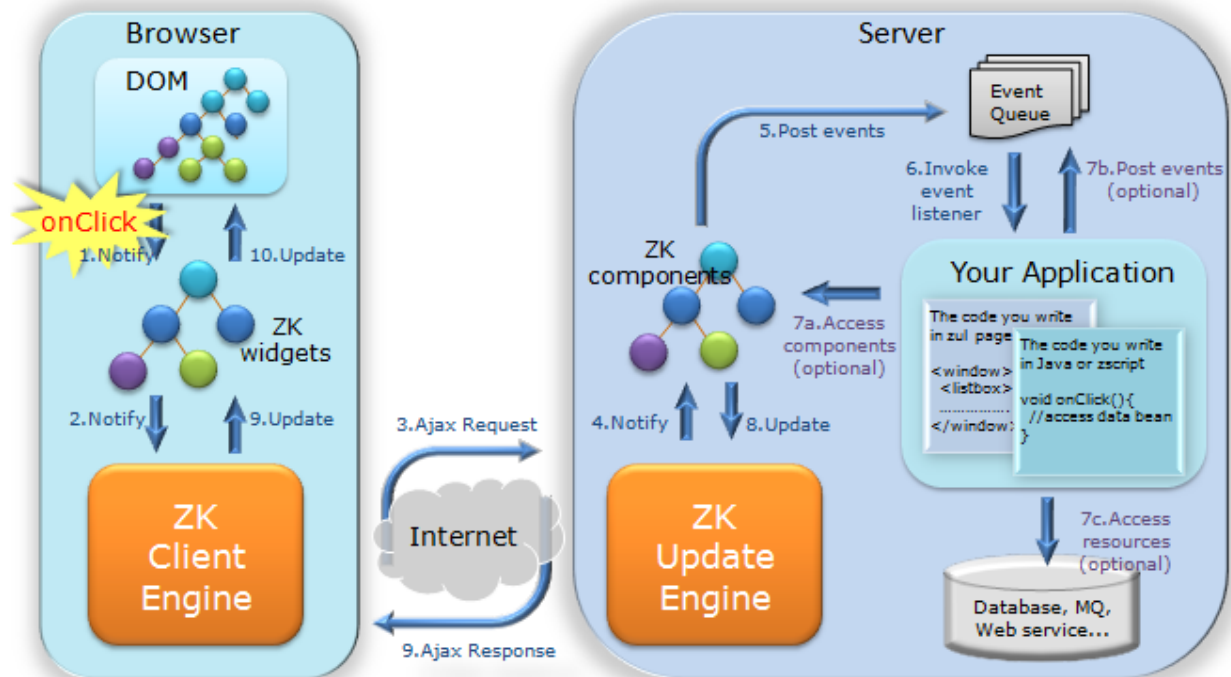 Browser
DOM
onClick
1.Notify
10.Update
ZK
widgets
2.Notify
9.Update
ZK
Client
Engine
3.Ajax Request
Internet
9.Ajax Response
Server
Event
Queue
5.Post events
6.Invoke
event
listener
7b.Post events
(optional)
ZK
components
7a.Access
components
(optional)
4.Notify
8.Update
ZK
Update
Engine
Your Application
The code you write
in zul page
<window>
<listbox>
................
</window>
The code you write
in Java or zscript
void onClick(){
//access data bean
}
7c.Access
resources
(optional)
Database, MQ,
Web service...